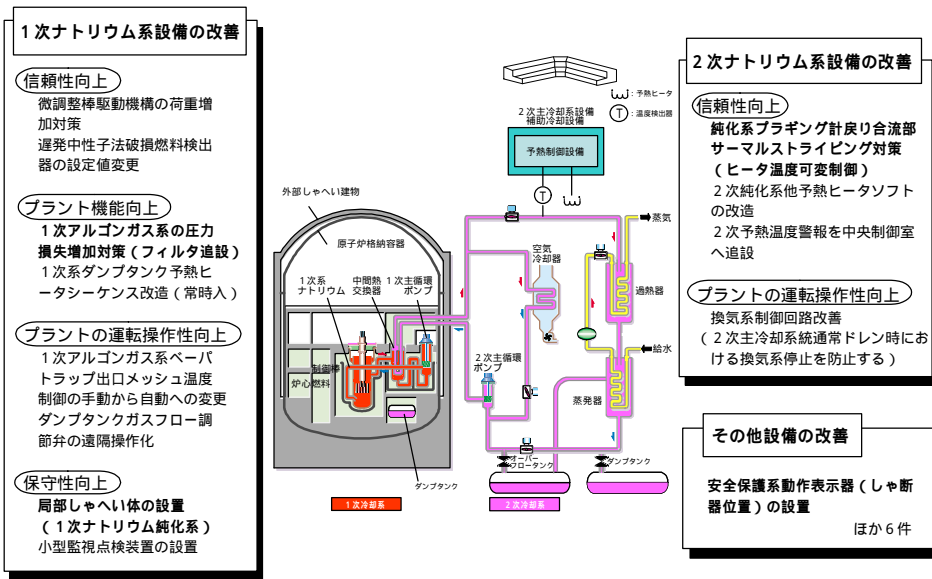 1次ナトリウム系設備の改善
信頼性向上
微調整棒駆動機構の荷重増
加対策
遅発中性子法破損燃料検出
器の設定値変更
プラント機能向上
1次アルゴンガス系の圧力
損失増加対策(フィルタ追設)
1次系ダンプタンク予熱ヒ
ータシーケンス改造(常時入)
プラントの運転操作性向上
1次アルゴンガス系ベーパ
トラップ出口メッシュ温度
制御の手動から自動への変更
ダンプタンクガスフロー調
節弁の遠隔操作化
保守性向上
局部しゃへい体の設置
(1次ナトリウム純化系)
小型監視点検装置の設置
:予熱ヒータ
T :温度検出器
2次主冷却系設備
補助冷却設備
予熱制御設備
T
外部しゃへい建物
原子炉格納容器
1次系
ナトリウム
中間熱
交換器
1次主循環
ポンプ
制御棒
炉心燃料
ダンプタンク
1次冷却系
空気
冷却器
2次主循環
ポンプ
蒸気
過熱器
給水
蒸発器
オーバー
フロータンク
ダンプタンク
2次冷却系
2次ナトリウム系設備の改善
信頼性向上
純化系プラギング計戻り合流部
サーマルストライピング対策
(ヒータ温度可変制御)
2次純化系他予熱ヒータソフト
の改造
2次予熱温度警報を中央制御室
へ追設
プラントの運転操作性向上
換気系制御回路改善
(2次主冷却系統通常ドレン時にお
ける換気系停止を防止する)
その他設備の改善
安全保護系動作表示器(しゃ断
器位置)の設置
ほか6件